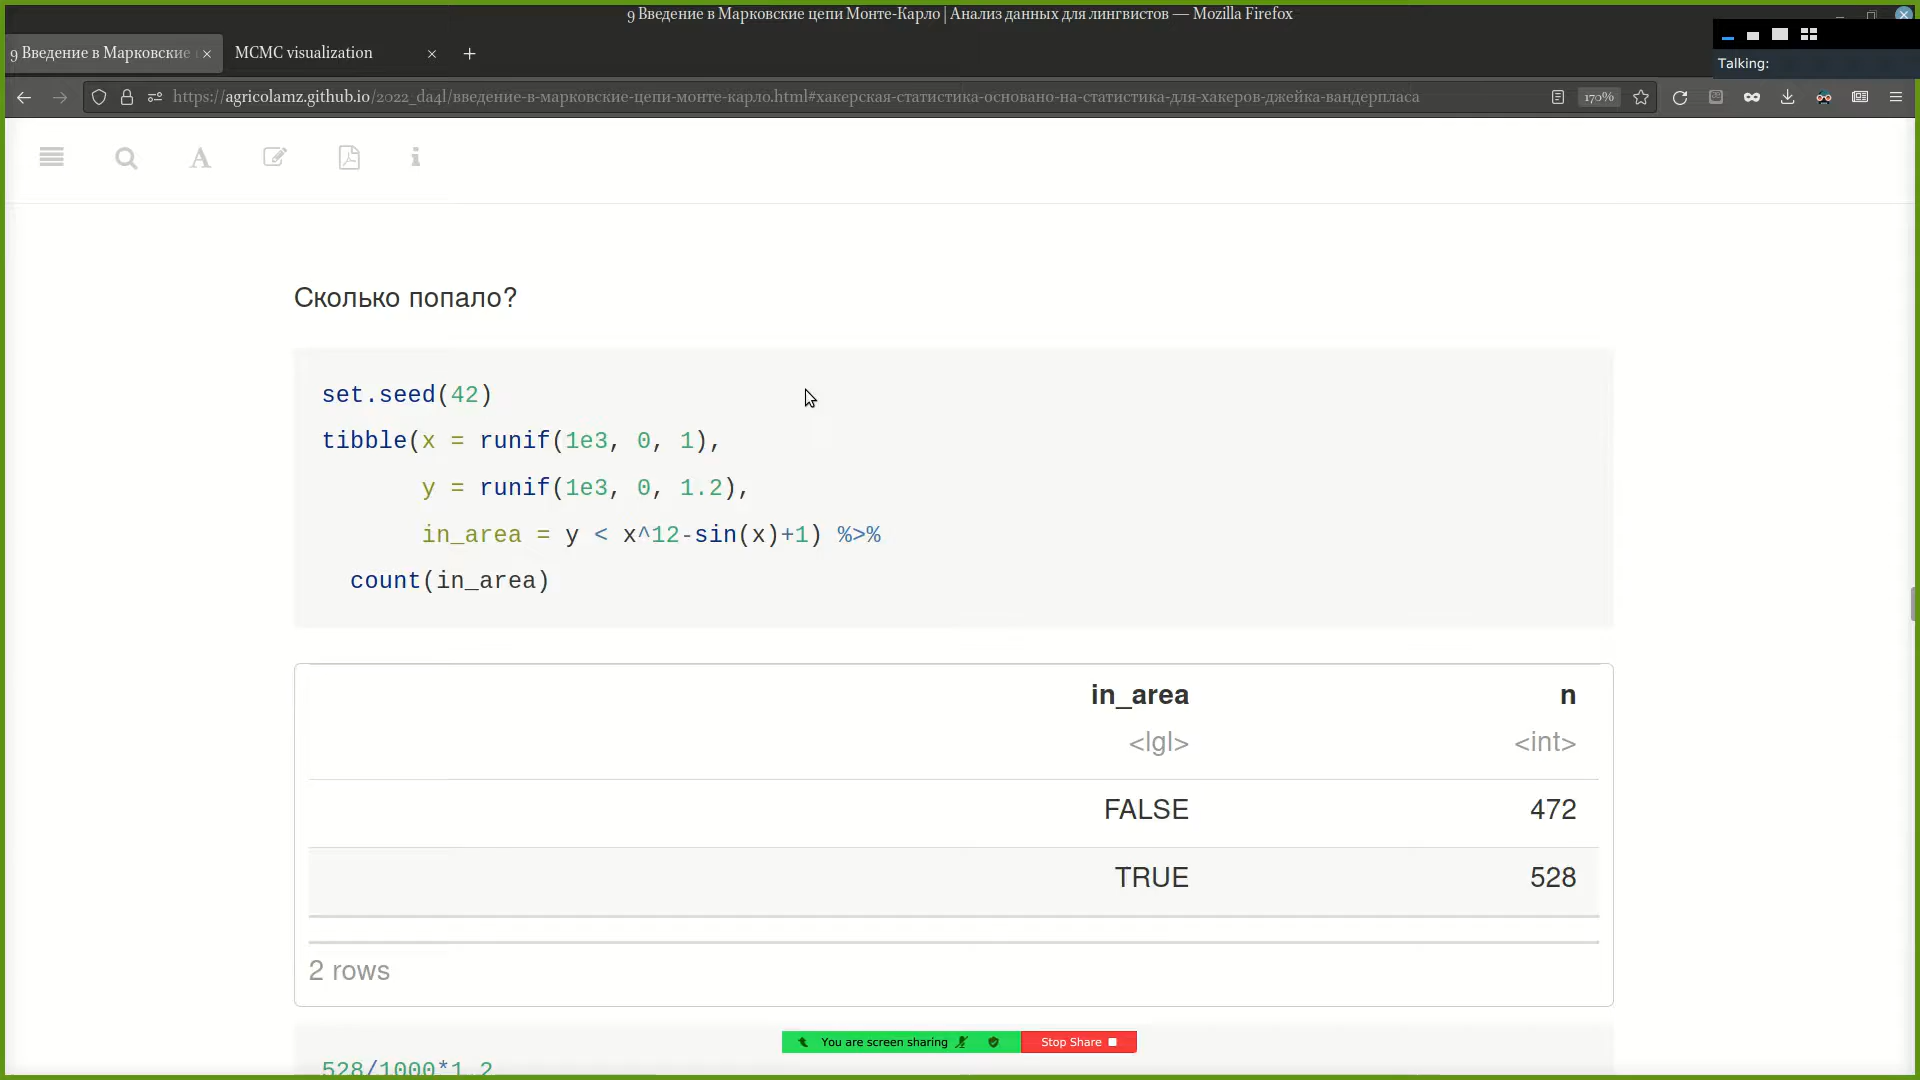 9 Введение в Марковские цепи Монте-Карло | Анализ данных для лингвистов — Mozilla Firefox
9 Введение в Марковские
MCMC visualization
Talking:
https://agricolamz.github.io/2022_da4l/введение-в-марковские-цепи-монте-карло.html#хакерская-статистика-основано-на-статистика-для-хакеров-джейка-вандерпласа
170%
Сколько попало?
set.seed(42)
tibble(x = runif(1e3, 0, 1),
y = runif(1e3, 0, 1.2),
in_area = y < x^12-sin(x)+1) %>%
count(in_area)
in_area n
<lgl> <int>
FALSE 472
TRUE 528
2 rows
You are screen sharing Stop Share
528/1000*1.2